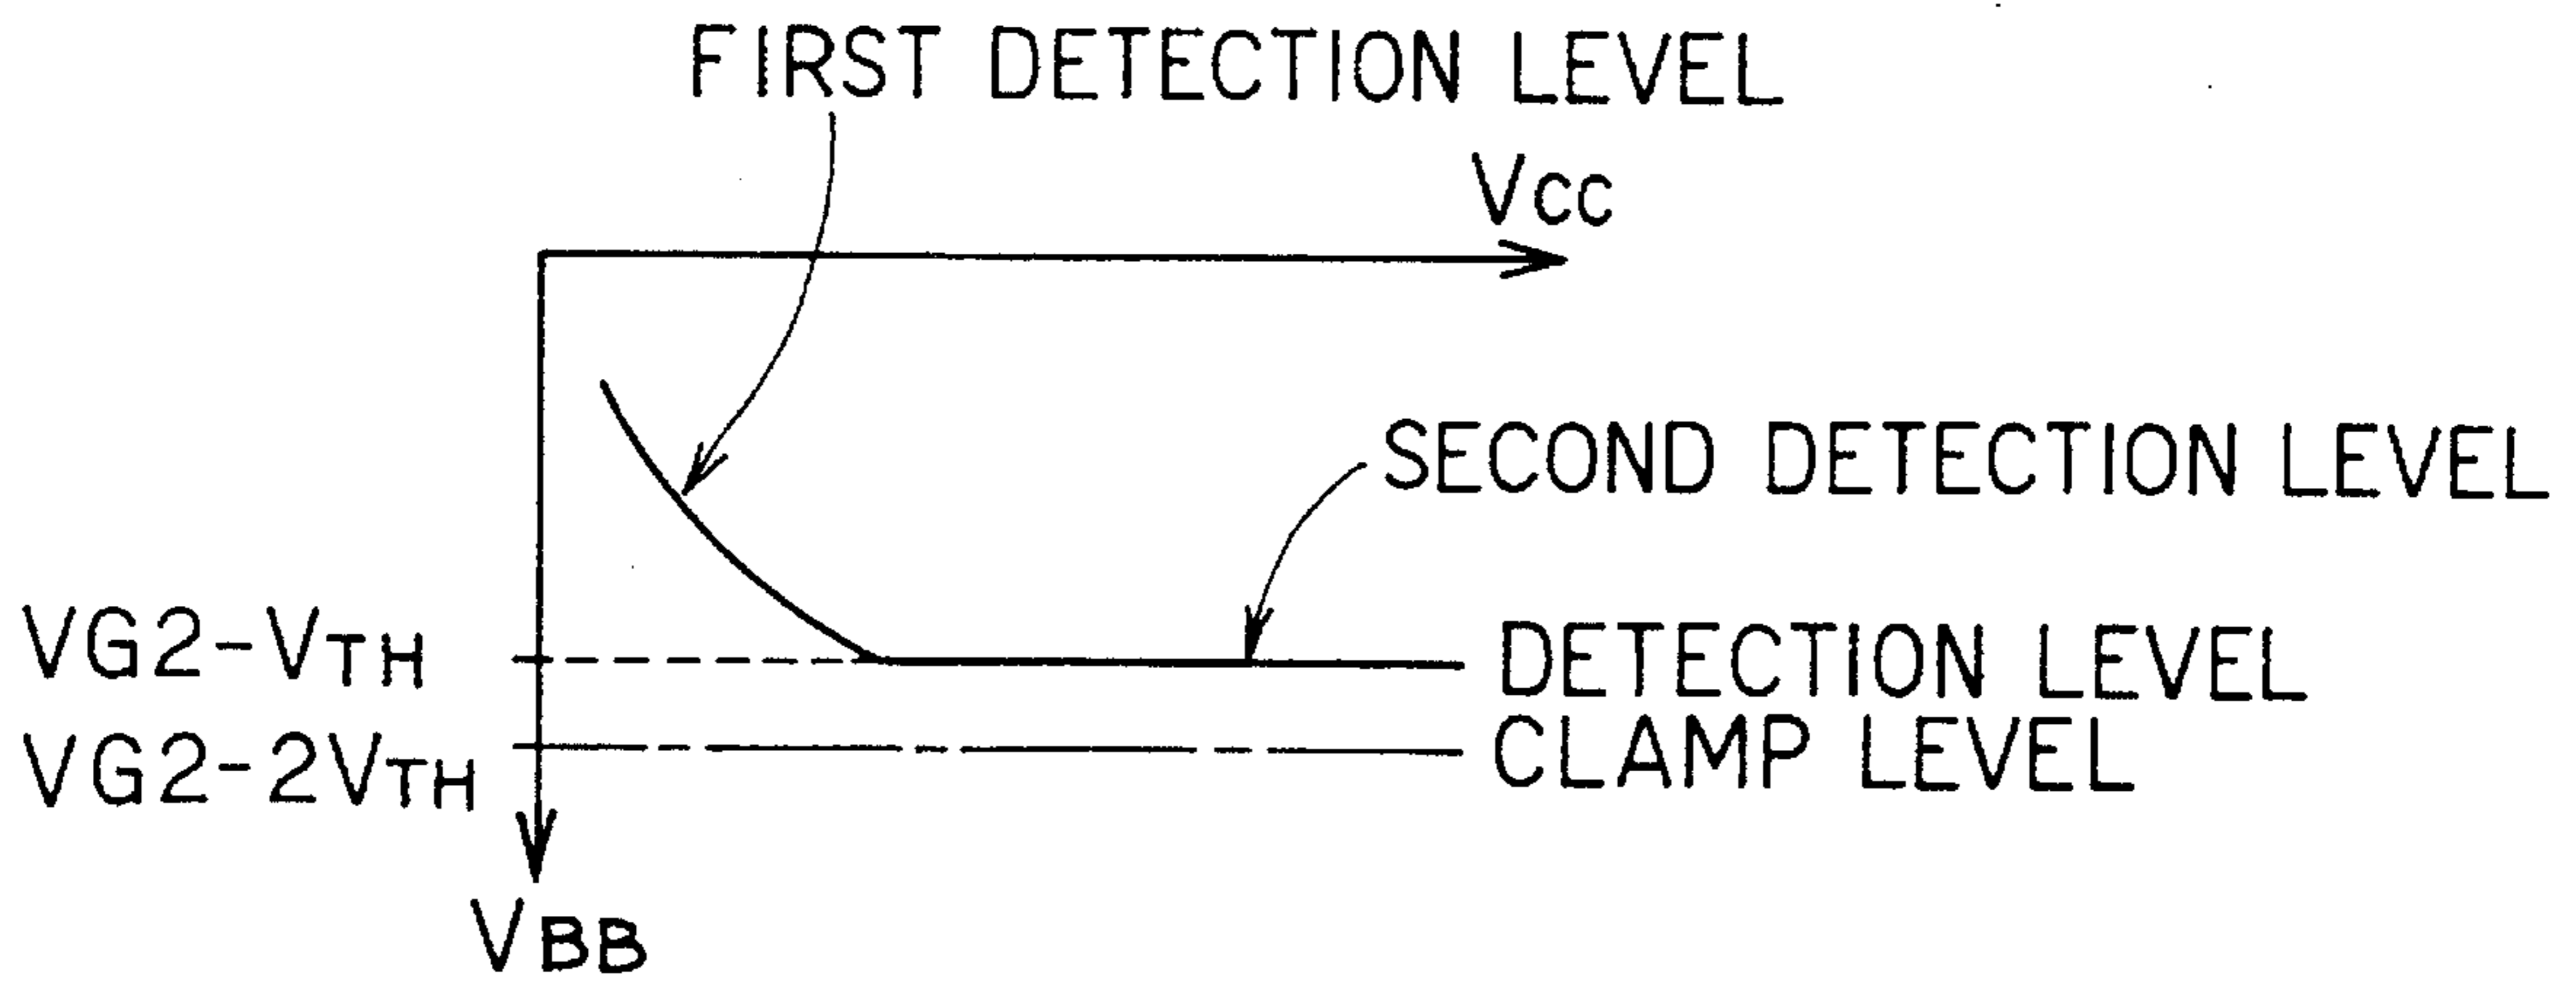 FIRST DETECTION LEVEL
Vcc
SECOND DETECTION LEVEL
VG2-VTH
DETECTION LEVEL
VG2-2VTH
CLAMP LEVEL
VBB